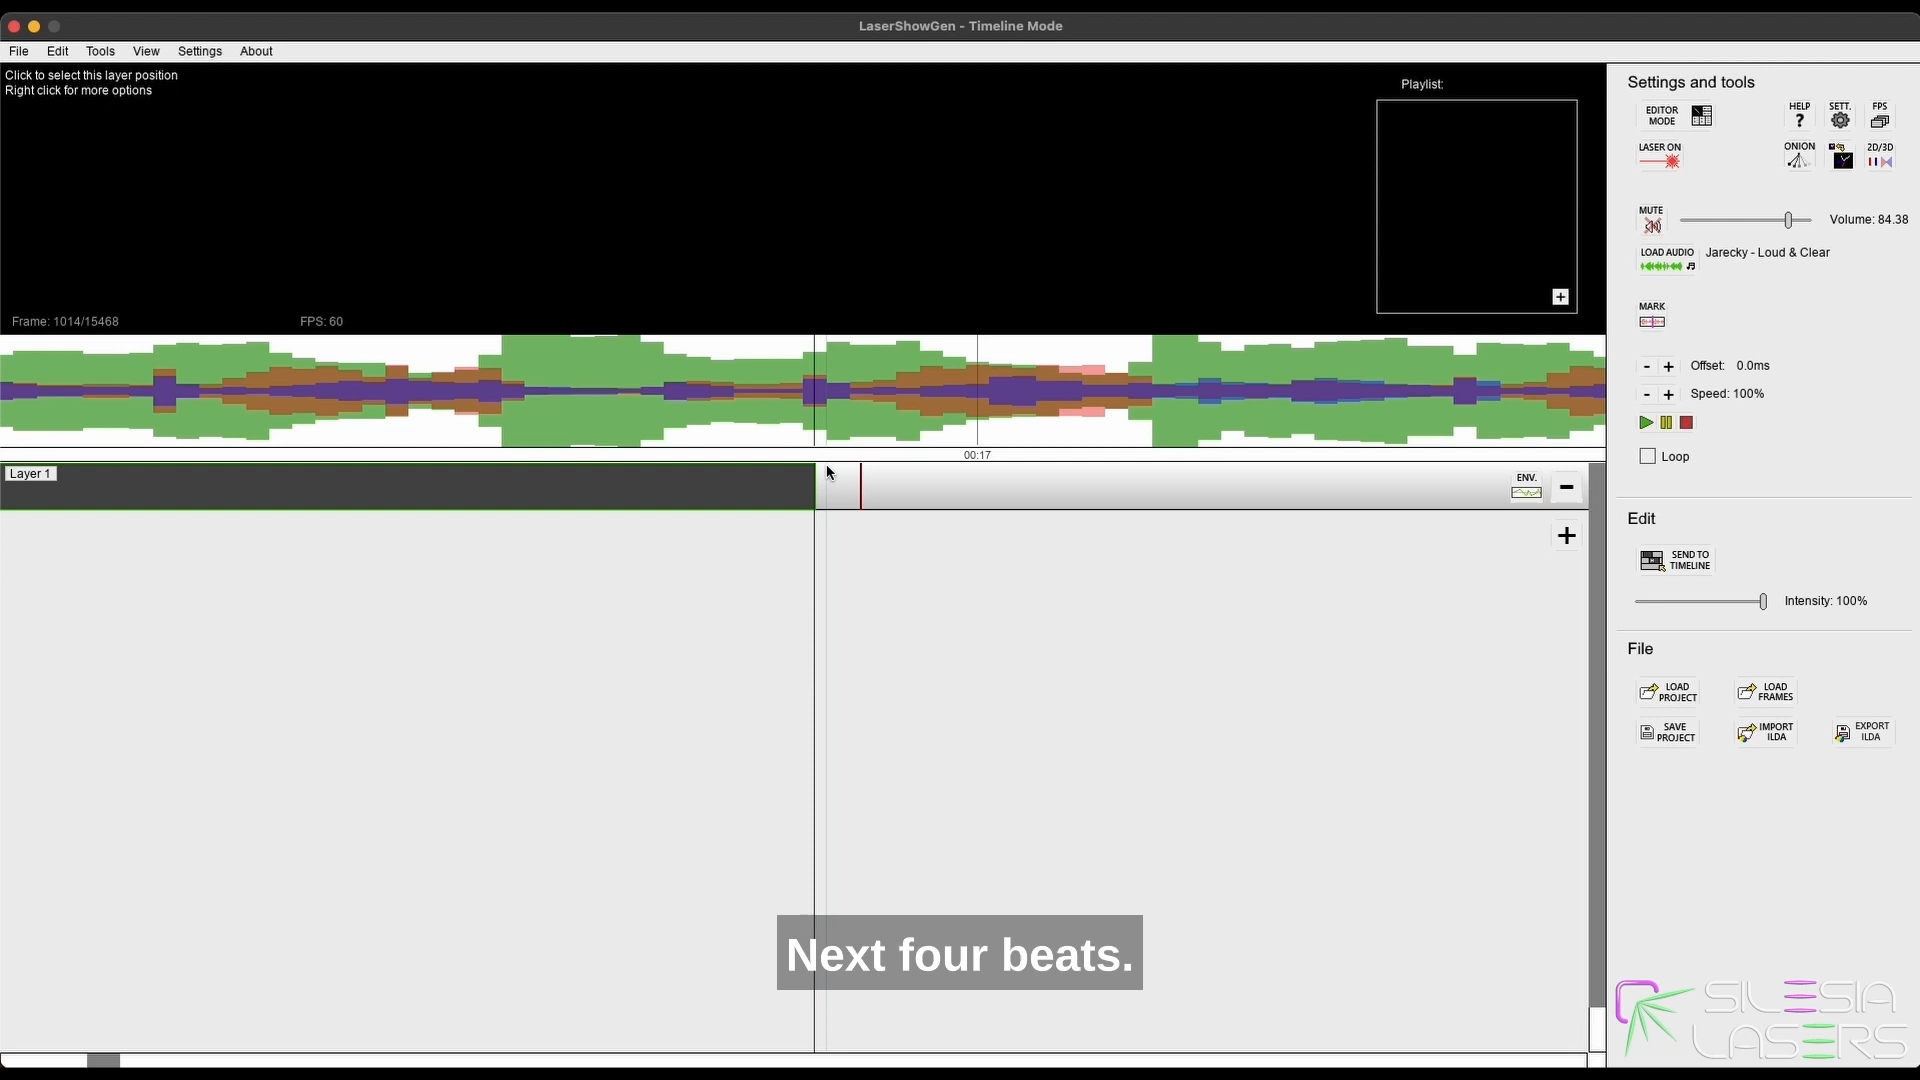 LaserShowGen - Timeline Mode
File Edit Tools View Settings About
Click to select this layer position
Right click for more options
Playlist:
+
Frame: 1014/15468
FPS: 60
00:17
Layer 1
ENV.
-
+
Next four beats.
Settings and tools
EDITOR
MODE
HELP
?
SETT.
FPS
LASER ON
ONION
2D/3D
MUTE
Volume: 84.38
LOAD AUDIO
Jarecky - Loud & Clear
MARK
- + Offset: 0.0ms
- + Speed: 100%
Loop
Edit
SEND TO
TIMELINE
Intensity: 100%
File
LOAD
PROJECT
LOAD
FRAMES
SAVE
PROJECT
IMPORT
ILDA
EXPORT
ILDA
SILESIA
LASERS